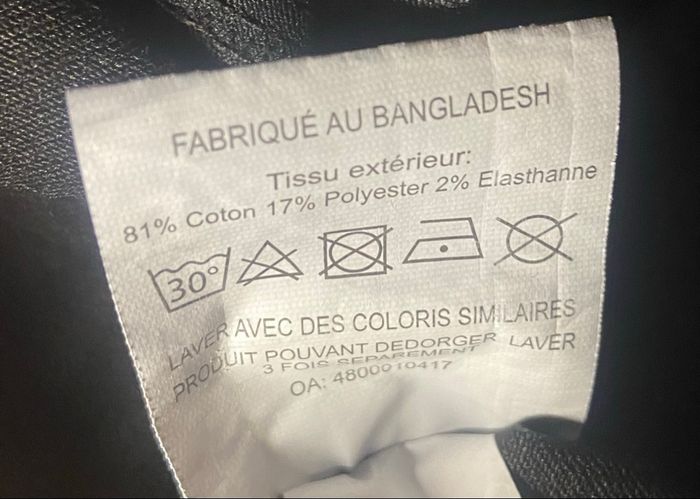 FABRIQUÉ AU BANGLADESH
Tissu extérieur:
81% Coton 17% Polyester 2% Elasthanne
30°
LAVER AVEC DES COLORIS SIMILAIRES
PRODUIT POUVANT DEDORGER LAVER
3 FOIS SEPAREMENT
OA: 4800010417